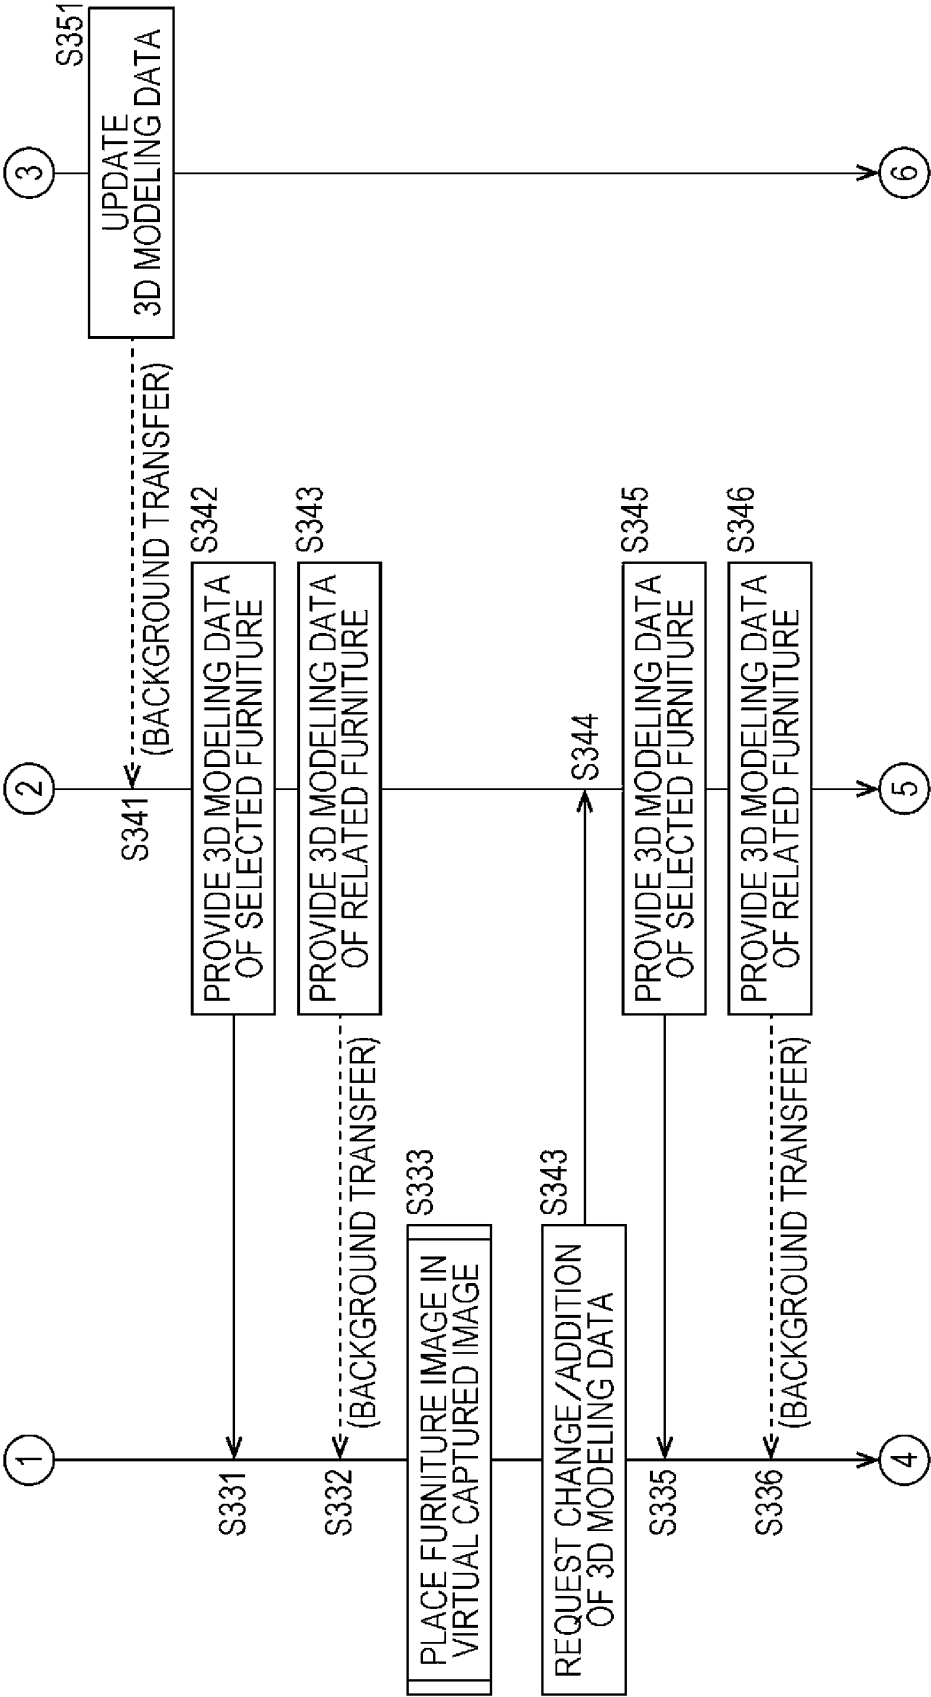 1
2
3
S351
UPDATE
3D MODELING DATA
(BACKGROUND TRANSFER)
S341
S342
PROVIDE 3D MODELING DATA
OF SELECTED FURNITURE
S331
S343
PROVIDE 3D MODELING DATA
OF RELATED FURNITURE
S332
(BACKGROUND TRANSFER)
S333
PLACE FURNITURE IMAGE IN
VIRTUAL CAPTURED IMAGE
S343
REQUEST CHANGE/ADDITION
OF 3D MODELING DATA
S344
S345
PROVIDE 3D MODELING DATA
OF SELECTED FURNITURE
S335
S346
PROVIDE 3D MODELING DATA
OF RELATED FURNITURE
S336
(BACKGROUND TRANSFER)
4
5
6